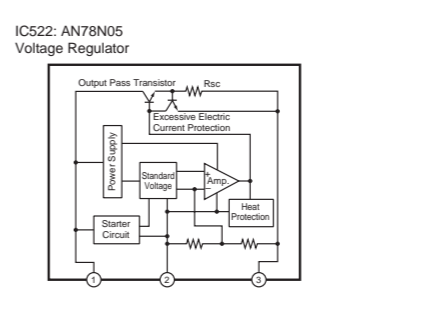 IC522: AN78N05
Voltage Regulator
Output Pass Transistor
Rsc
Excessive Electric
Current Protection
Power Supply
Standard
Voltage
+
Amp.
−
Heat
Protection
Starter
Circuit
1
2
3